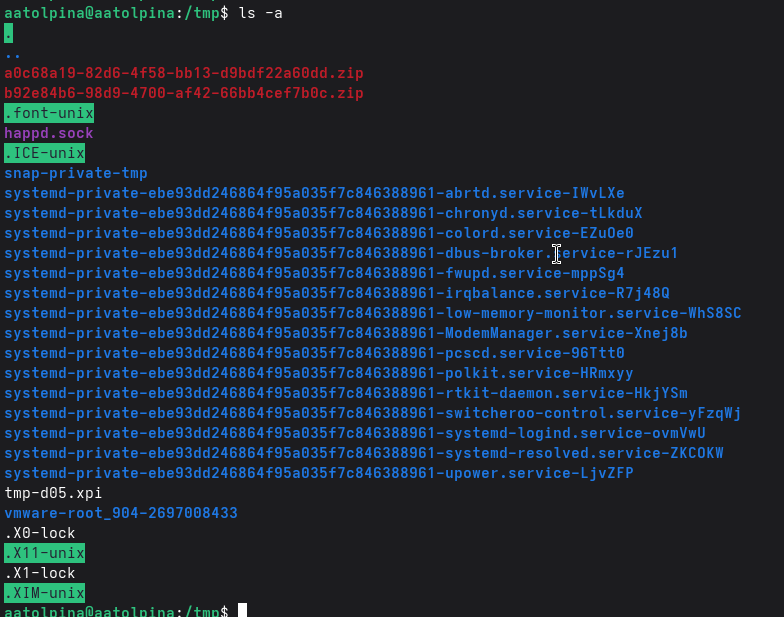 aatolpina@aatolpina:/tmp$ ls -a
.
..
a0c68a19-82d6-4f58-bb13-d9bdf22a60dd.zip
b92e84b6-98d9-4700-af42-66bb4cef7b0c.zip
.font-unix
happd.sock
.ICE-unix
snap-private-tmp
systemd-private-ebe93dd246864f95a035f7c846388961-abrtd.service-IWvLXe
systemd-private-ebe93dd246864f95a035f7c846388961-chronyd.service-tLkduX
systemd-private-ebe93dd246864f95a035f7c846388961-colord.service-EZuOe0
systemd-private-ebe93dd246864f95a035f7c846388961-dbus-broker.service-rJEzu1
systemd-private-ebe93dd246864f95a035f7c846388961-fwupd.service-mppSg4
systemd-private-ebe93dd246864f95a035f7c846388961-irqbalance.service-R7j48Q
systemd-private-ebe93dd246864f95a035f7c846388961-low-memory-monitor.service-WhS8SC
systemd-private-ebe93dd246864f95a035f7c846388961-ModemManager.service-Xnej8b
systemd-private-ebe93dd246864f95a035f7c846388961-pcscd.service-96Ttt0
systemd-private-ebe93dd246864f95a035f7c846388961-polkit.service-HRmxyy
systemd-private-ebe93dd246864f95a035f7c846388961-rtkit-daemon.service-HkjYSm
systemd-private-ebe93dd246864f95a035f7c846388961-switcheroo-control.service-yFzqWj
systemd-private-ebe93dd246864f95a035f7c846388961-systemd-logind.service-ovmVwU
systemd-private-ebe93dd246864f95a035f7c846388961-systemd-resolved.service-ZKCOKW
systemd-private-ebe93dd246864f95a035f7c846388961-upower.service-LjvZFP
tmp-d05.xpi
vmware-root_904-2697008433
.X0-lock
.X11-unix
.X1-lock
.XIM-unix
aatolpina@aatolpina:/tmp$